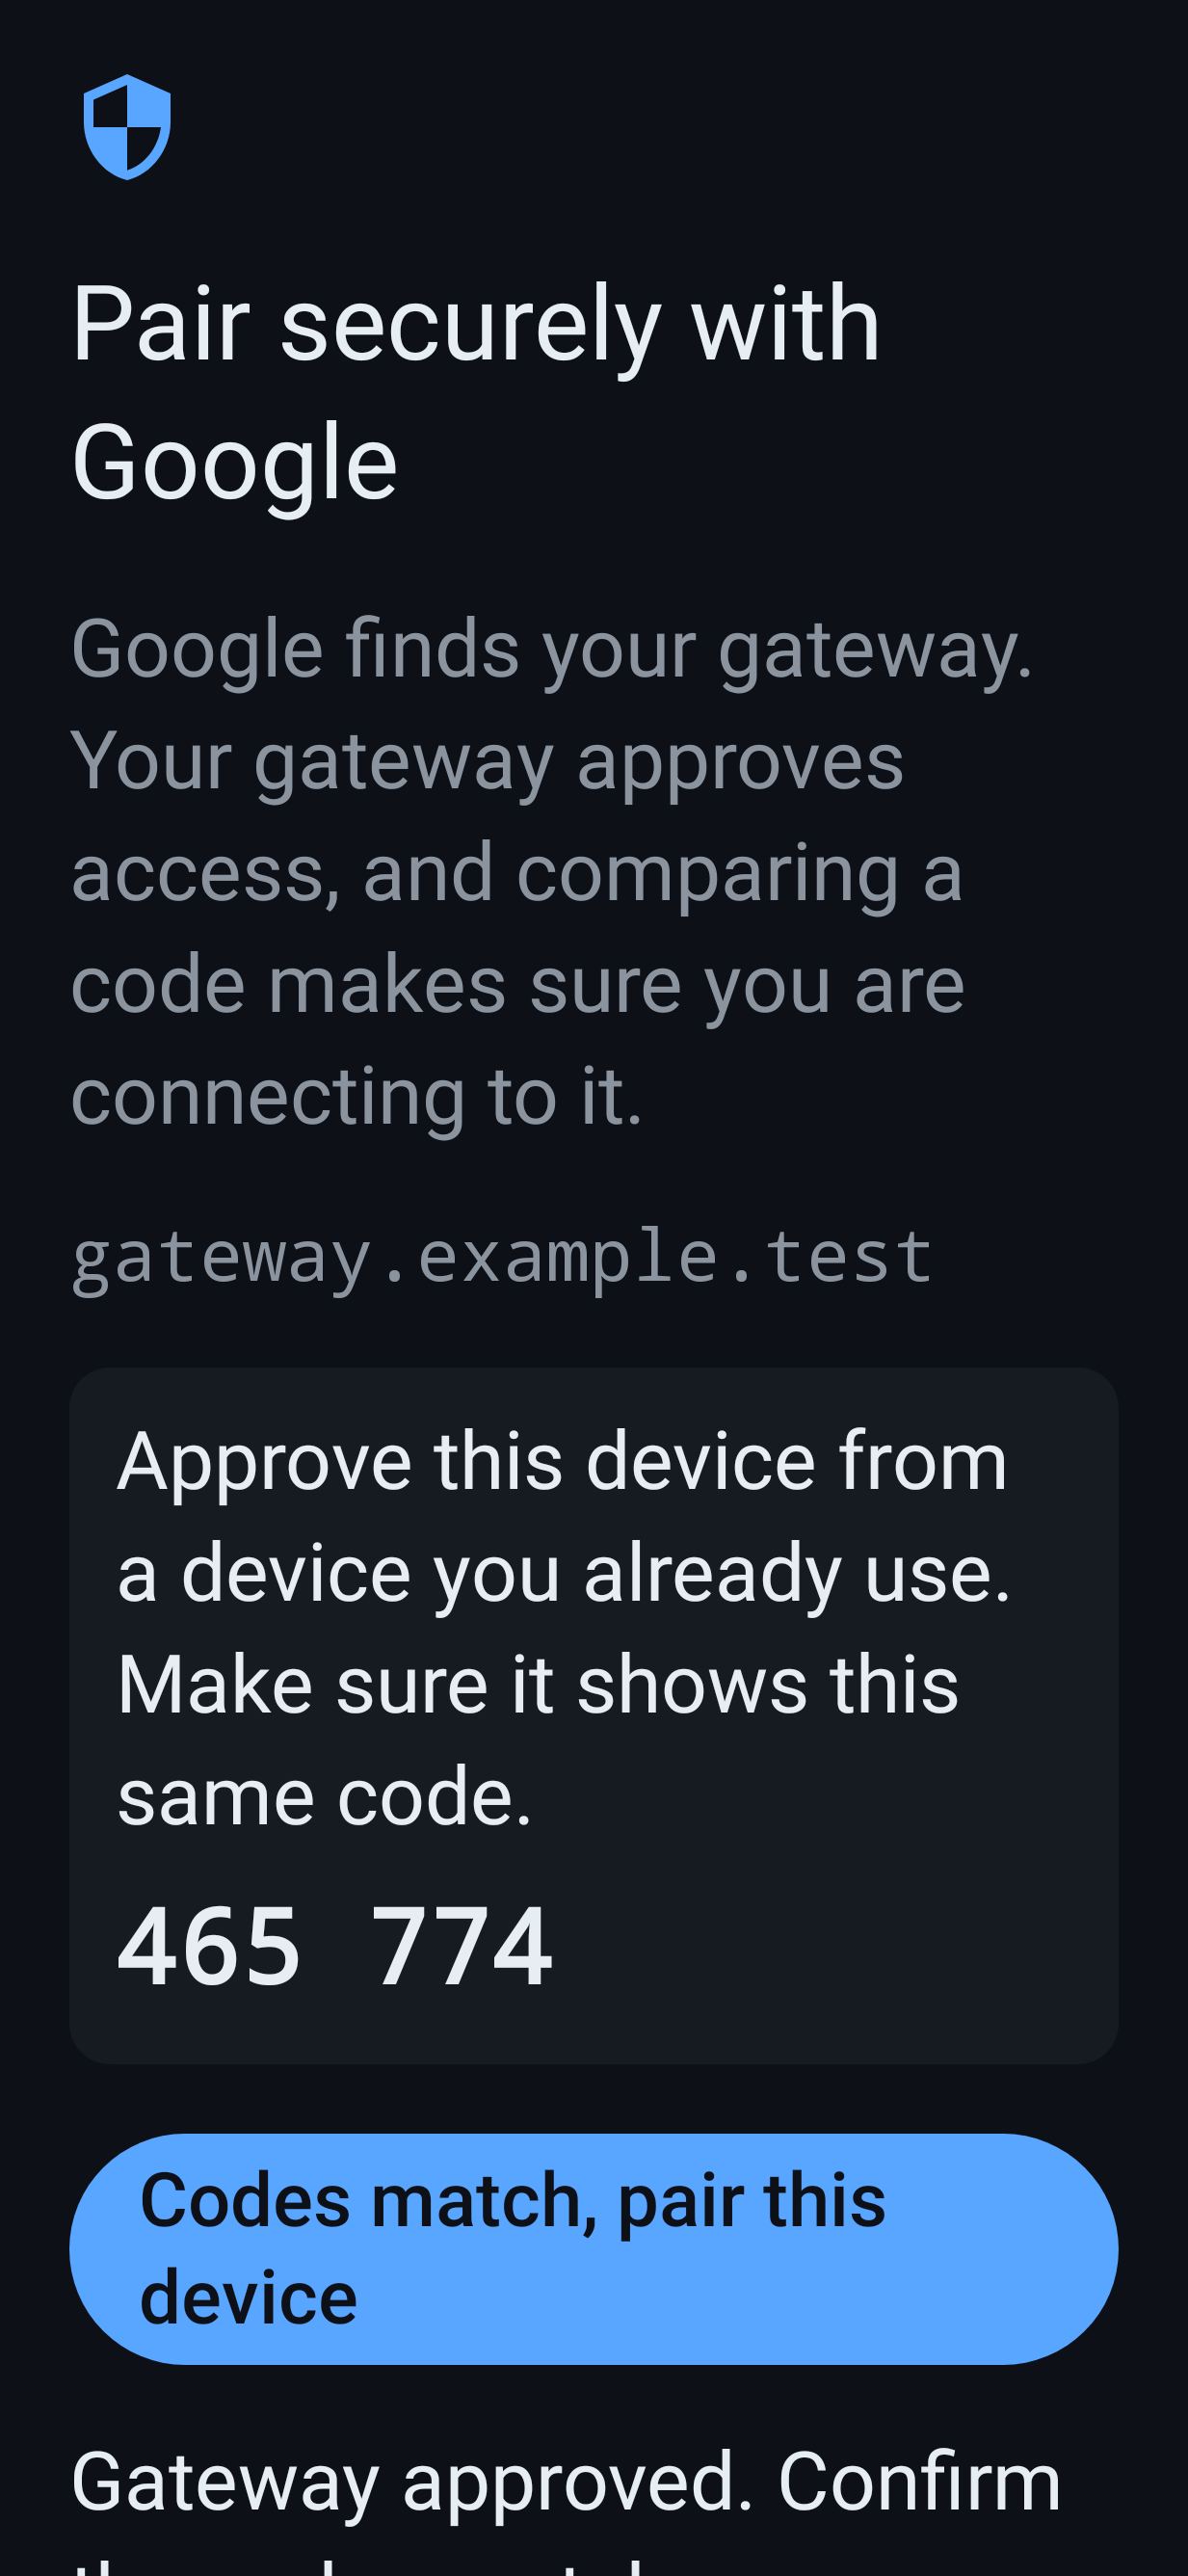 Pair securely with
Google
Google finds your gateway.
Your gateway approves
access, and comparing a
code makes sure you are
connecting to it.
gateway.example.test
Approve this device from
a device you already use.
Make sure it shows this
same code.
465 774
Codes match, pair this
device
Gateway approved. Confirm